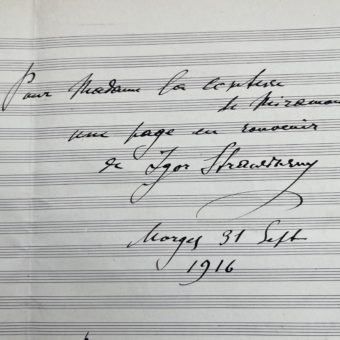 Pour Madame la comtesse
de Miramon
une page en souvenir
de Igor Strawinsky
Morges 31 Sept
1916